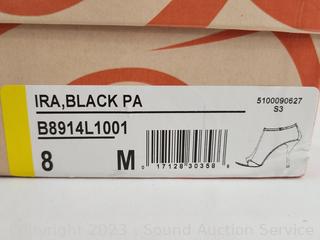 IRA,BLACK PA
5100090627
S3
B8914L1001
8 M
0 17128 30358 8
Copyright 2023 - Sound Auction Service